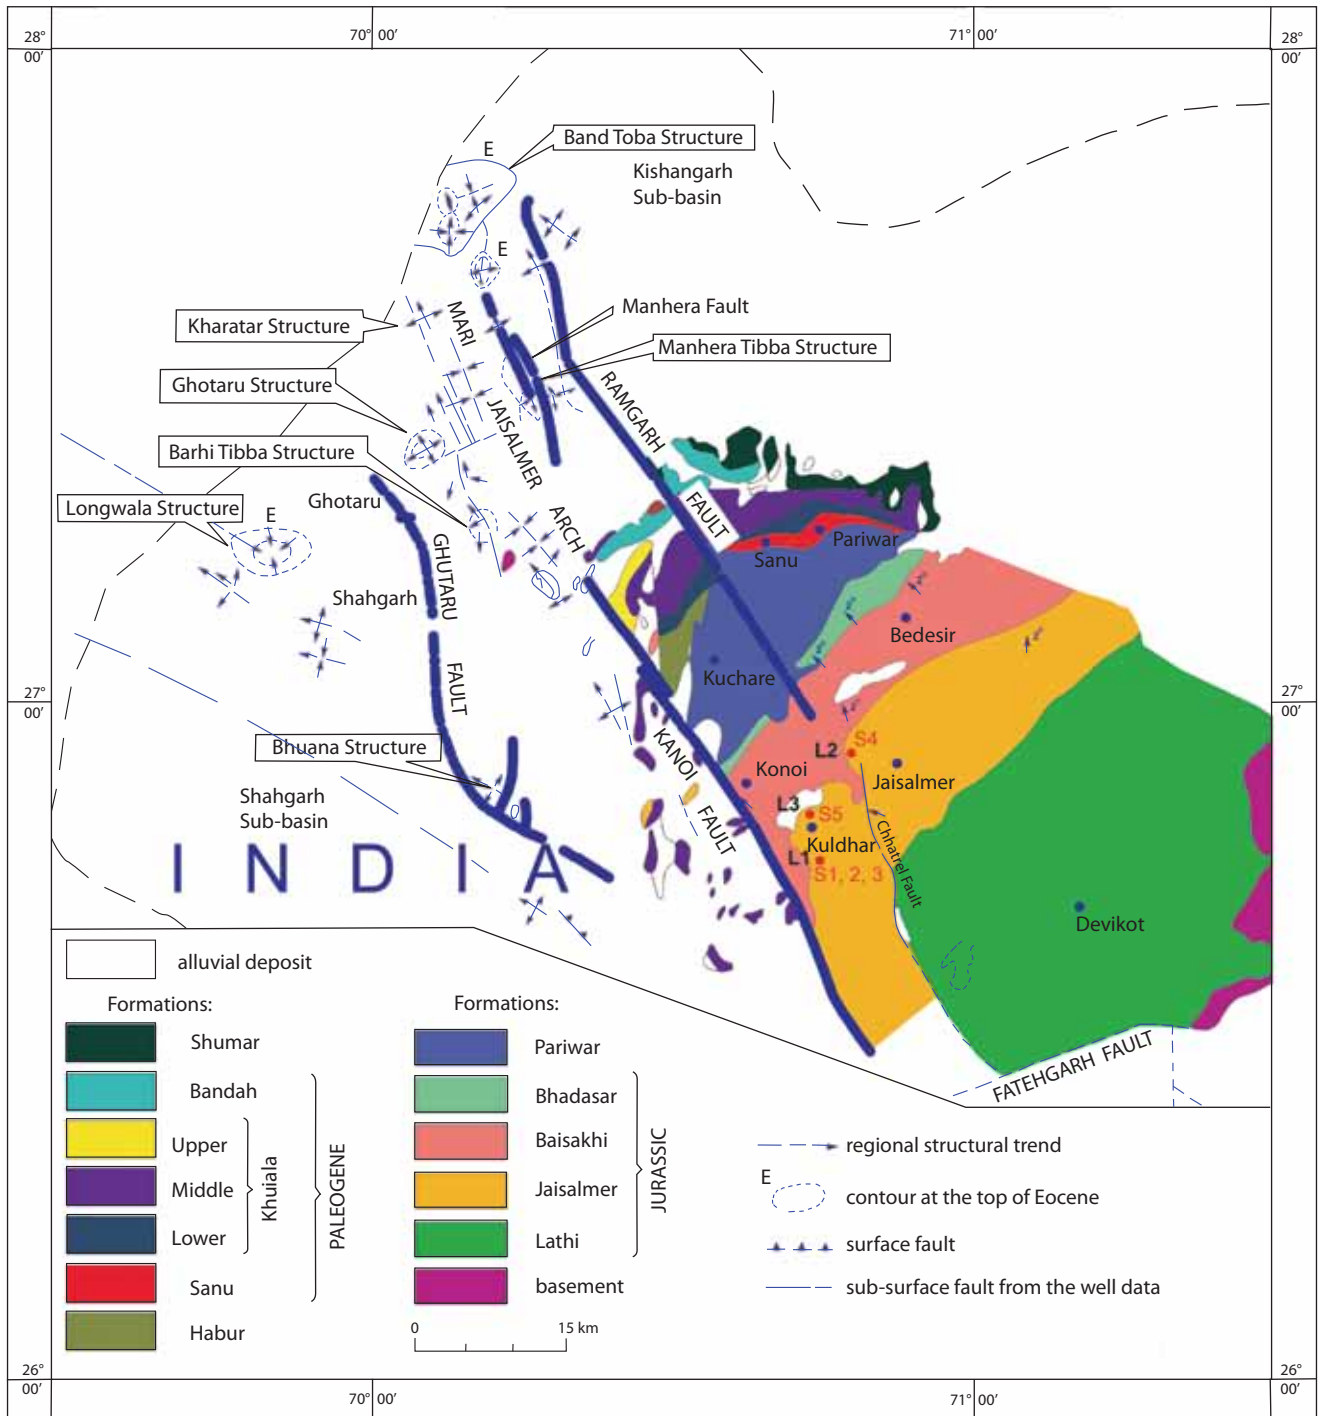 70° 00′
71° 00′
28°
00′
28°
00′
Band Toba Structure
E
Kishangarh
Sub-basin
E
Manhera Fault
MARI
Kharatar Structure
Manhera Tibba Structure
Ghotaru Structure
RAMGARH
JAISALMER
Barhi Tibba Structure
Ghotaru
Longwala Structure
E
ARCH
FAULT
Pariwar
Sanu
GHUTARU
Shahgarh
Bedesir
Kuchare
FAULT
27°
00′
27°
00′
KANOI
Bhuana Structure
L2
S4
Konoi
Jaisalmer
Shahgarh
Sub-basin
L3
S5
FAULT
Kuldhar
Chhatrel Fault
INDIA
L1
S1, 2, 3
Devikot
FATEHGARH FAULT
alluvial deposit
Formations:
Shumar
Bandah
Upper
Middle
Lower
Khuiala
Sanu
PALEOGENE
Habur
Formations:
Pariwar
Bhadasar
Baisakhi
Jaisalmer
Lathi
JURASSIC
basement
0
15 km
regional structural trend
E
contour at the top of Eocene
surface fault
sub-surface fault from the well data
26°
00′
26°
00′
70° 00′
71° 00′